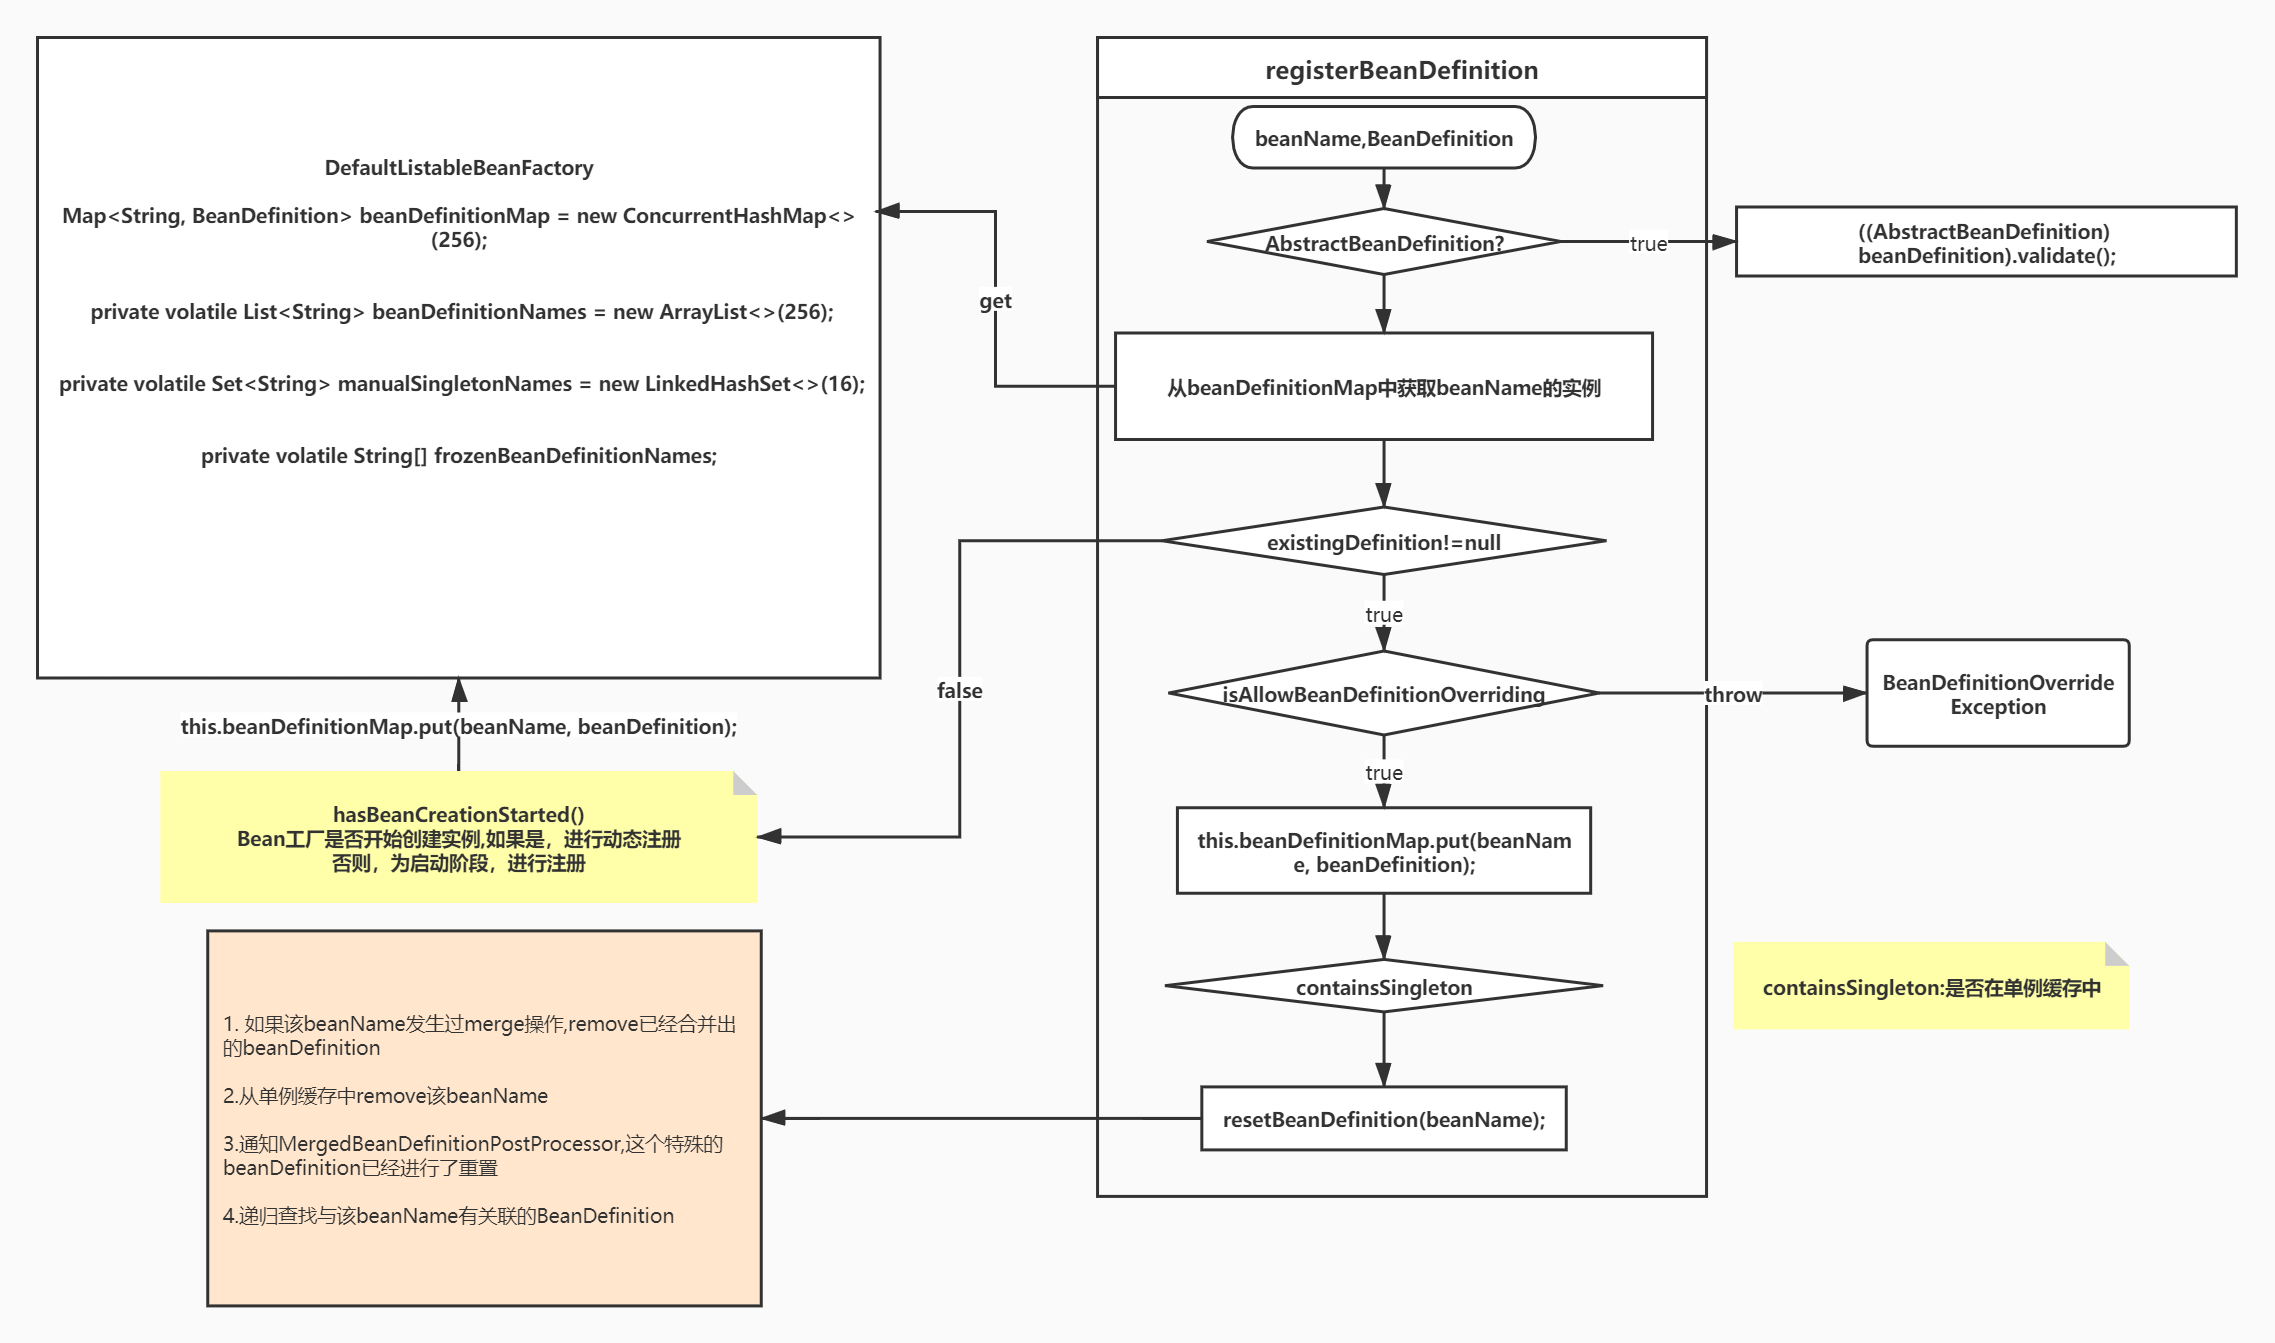 DefaultListableBeanFactory
Map<String, BeanDefinition> beanDefinitionMap = new ConcurrentHashMap<>
(256);
private volatile List<String> beanDefinitionNames = new ArrayList<>(256);
private volatile Set<String> manualSingletonNames = new LinkedHashSet<>(16);
private volatile String[] frozenBeanDefinitionNames;
this.beanDefinitionMap.put(beanName, beanDefinition);
hasBeanCreationStarted()
Bean工厂是否开始创建实例,如果是，进行动态注册
否则，为启动阶段，进行注册
1. 如果该beanName发生过merge操作,remove已经合并出
的beanDefinition
2.从单例缓存中remove该beanName
3.通知MergedBeanDefinitionPostProcessor,这个特殊的
beanDefinition已经进行了重置
4.递归查找与该beanName有关联的BeanDefinition
get
false
registerBeanDefinition
beanName,BeanDefinition
AbstractBeanDefinition?
true
((AbstractBeanDefinition)
beanDefinition).validate();
从beanDefinitionMap中获取beanName的实例
existingDefinition!=null
true
isAllowBeanDefinitionOverriding
throw
BeanDefinitionOverride
Exception
true
this.beanDefinitionMap.put(beanNam
e, beanDefinition);
containsSingleton
containsSingleton:是否在单例缓存中
resetBeanDefinition(beanName);